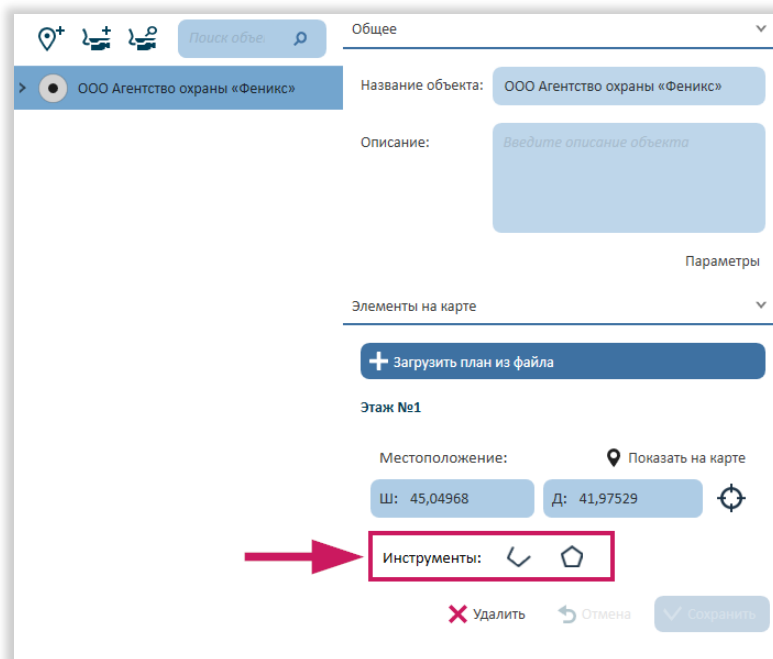 Поиск объе.
ООО Агентство охраны «Феникс»
Общее
Название объекта: ООО Агентство охраны «Феникс»
Описание: Введите описание объекта
Параметры
Элементы на карте
Загрузить план из файла
Этаж №1
Местоположение: Показать на карте
Ш: 45,04968 Д: 41,97529
Инструменты:
Удалить Отмена Сохранить